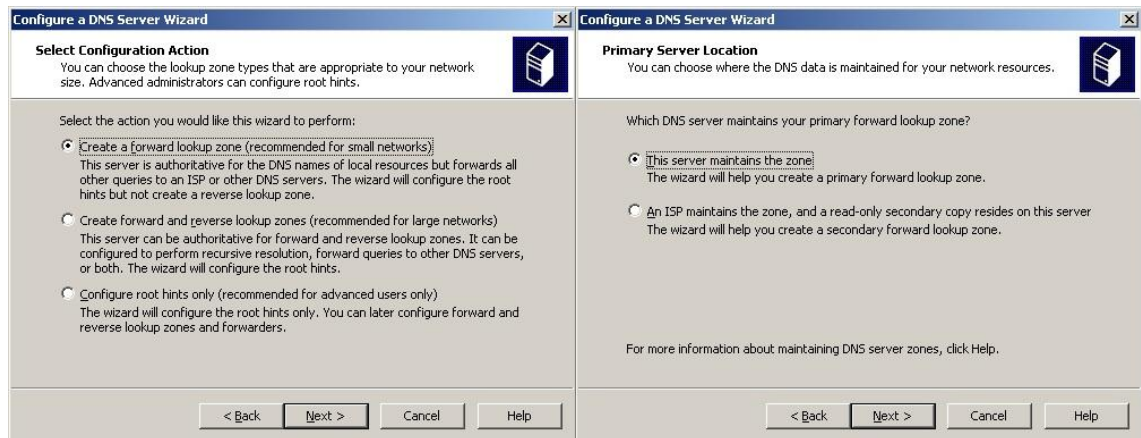 Configure a DNS Server Wizard
Select Configuration Action
You can choose the lookup zone types that are appropriate to your network
size. Advanced administrators can configure root hints.
Select the action you would like this wizard to perform:
Create a forward lookup zone (recommended for small networks)
This server is authoritative for the DNS names of local resources but forwards all
other queries to an ISP or other DNS servers. The wizard will configure the root
hints but not create a reverse lookup zone.
Create forward and reverse lookup zones (recommended for large networks)
This server can be authoritative for forward and reverse lookup zones. It can be
configured to perform recursive resolution, forward queries to other DNS servers,
or both. The wizard will configure the root hints.
Configure root hints only (recommended for advanced users only)
The wizard will configure the root hints only. You can later configure forward and
reverse lookup zones and forwarders.
< Back
Next >
Cancel
Help
Configure a DNS Server Wizard
Primary Server Location
You can choose where the DNS data is maintained for your network resources.
Which DNS server maintains your primary forward lookup zone?
This server maintains the zone
The wizard will help you create a primary forward lookup zone.
An ISP maintains the zone, and a read-only secondary copy resides on this server
The wizard will help you create a secondary forward lookup zone.
For more information about maintaining DNS server zones, click Help.
< Back
Next >
Cancel
Help